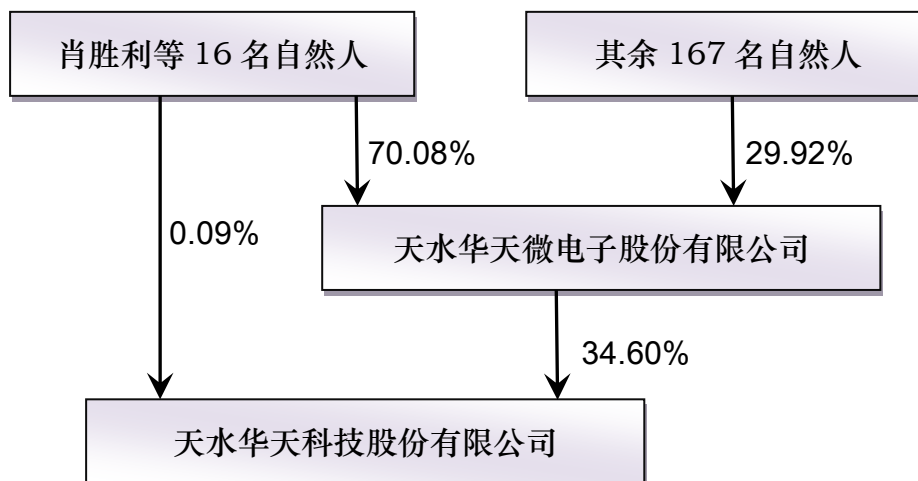 肖胜利等 16 名自然人
其余 167 名自然人
70.08%
29.92%
0.09%
天水华天微电子股份有限公司
34.60%
天水华天科技股份有限公司